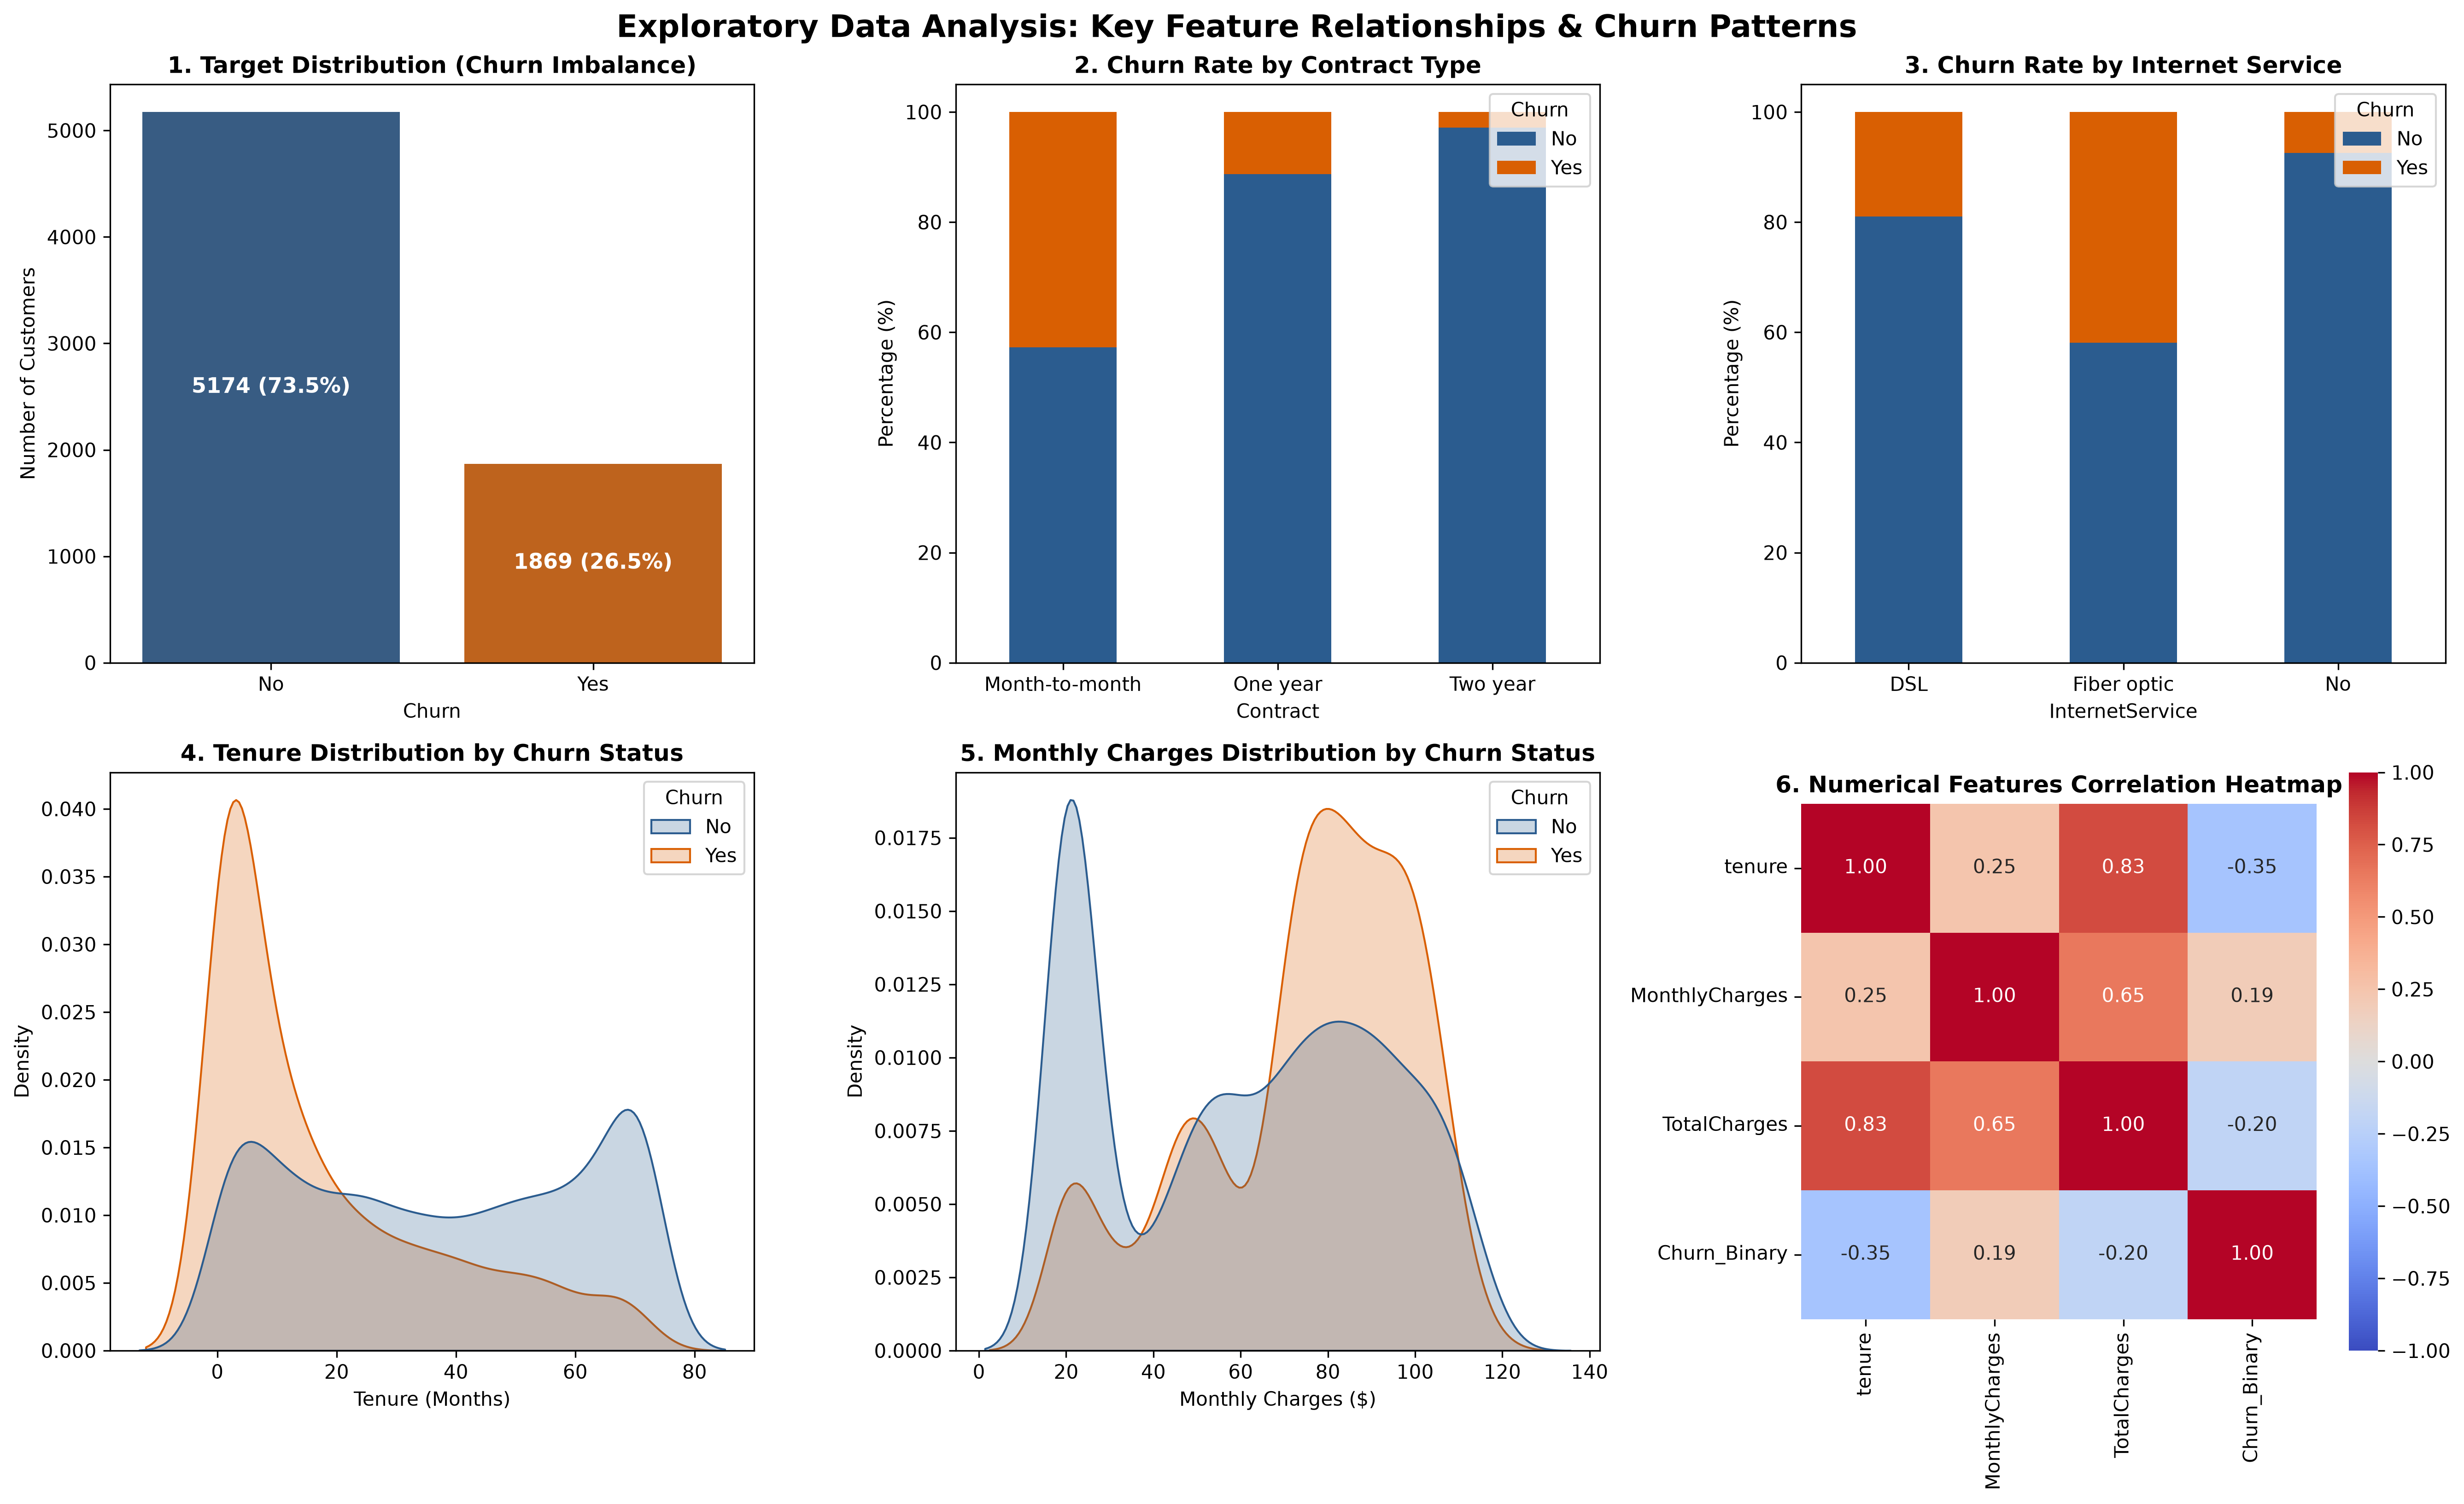 Exploratory Data Analysis: Key Feature Relationships & Churn Patterns
1. Target Distribution (Churn Imbalance)
Number of Customers
5000
4000
3000
2000
1000
0
5174 (73.5%)
1869 (26.5%)
No
Yes
Churn
2. Churn Rate by Contract Type
Percentage (%)
100
80
60
40
20
0
Churn
No
Yes
Month-to-month
One year
Two year
Contract
3. Churn Rate by Internet Service
Percentage (%)
100
80
60
40
20
0
Churn
No
Yes
DSL
Fiber optic
No
InternetService
4. Tenure Distribution by Churn Status
Density
0.040
0.035
0.030
0.025
0.020
0.015
0.010
0.005
0.000
Churn
No
Yes
0
20
40
60
80
Tenure (Months)
5. Monthly Charges Distribution by Churn Status
Density
0.0175
0.0150
0.0125
0.0100
0.0075
0.0050
0.0025
0.0000
Churn
No
Yes
0
20
40
60
80
100
120
140
Monthly Charges ($)
6. Numerical Features Correlation Heatmap
tenure
1.00
0.25
0.83
-0.35
MonthlyCharges
0.25
1.00
0.65
0.19
TotalCharges
0.83
0.65
1.00
-0.20
Churn_Binary
-0.35
0.19
-0.20
1.00
tenure
MonthlyCharges
TotalCharges
Churn_Binary
1.00
0.75
0.50
0.25
0.00
−0.25
−0.50
−0.75
−1.00